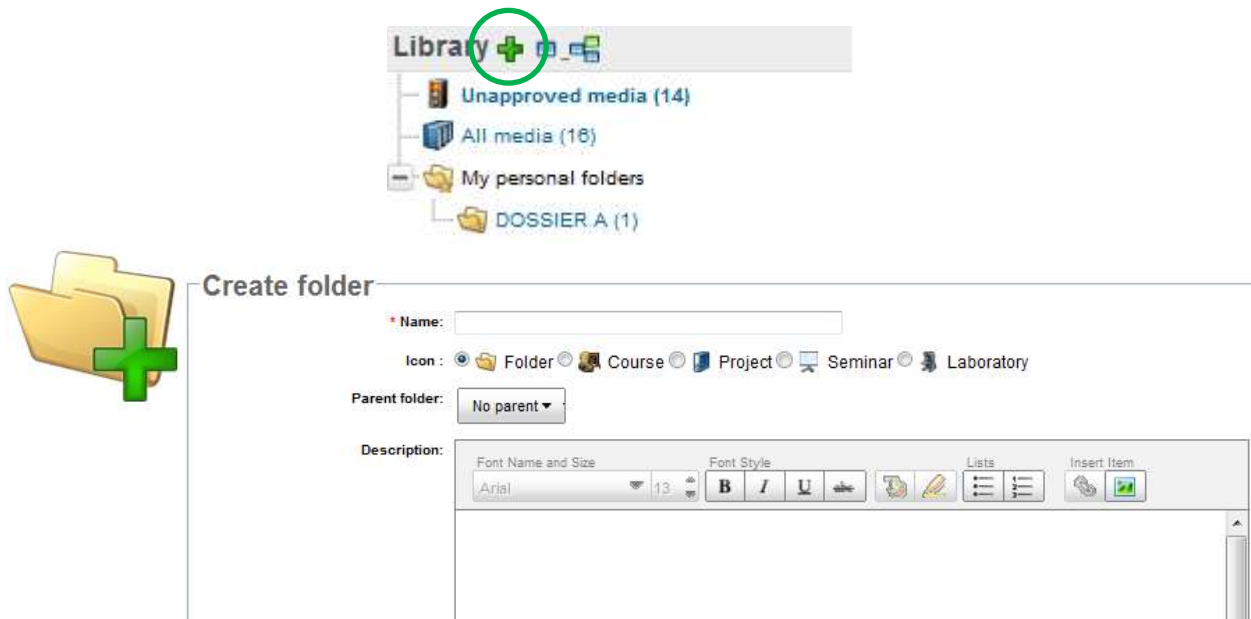 Library
Unapproved media (14)
All media (16)
My personal folders
DOSSIER A (1)
Create folder
* Name:
Icon : Folder Course Project Seminar Laboratory
Parent folder: No parent
Description:
Font Name and Size Font Style Lists Insert Item
Arial 13 B I U abc